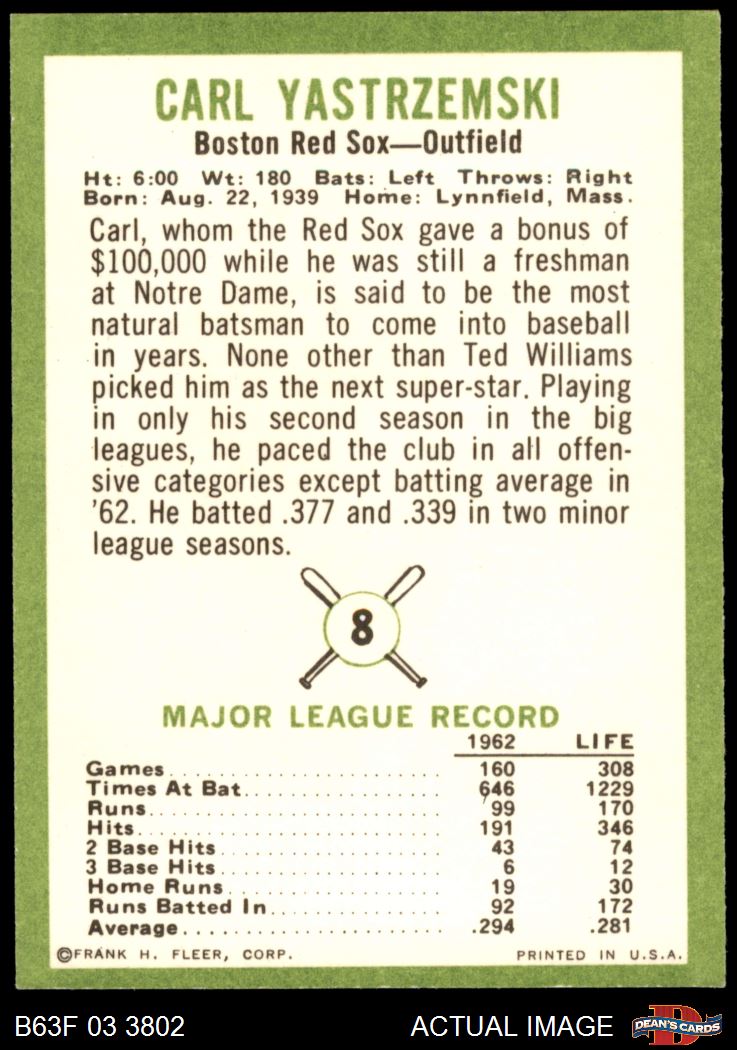 CARL YASTRZEMSKI
Boston Red Sox—Outfield
Ht: 6:00 Wt: 180 Bats: Left Throws: Right
Born: Aug. 22, 1939 Home: Lynnfield, Mass.
Carl, whom the Red Sox gave a bonus of
$100,000 while he was still a freshman
at Notre Dame, is said to be the most
natural batsman to come into baseball
in years. None other than Ted Williams
picked him as the next super-star. Playing
in only his second season in the big
leagues, he paced the club in all offen-
sive categories except batting average in
'62. He batted .377 and .339 in two minor
league seasons.
8
MAJOR LEAGUE RECORD
1962 LIFE
Games 160 308
Times At Bat 646 1229
Runs 99 170
Hits 191 346
2 Base Hits 43 74
3 Base Hits 6 12
Home Runs 19 30
Runs Batted In 92 172
Average .294 .281
©FRANK H. FLEER, CORP. PRINTED IN U.S.A.
B63F 03 3802 ACTUAL IMAGE DEAN'S CARDS